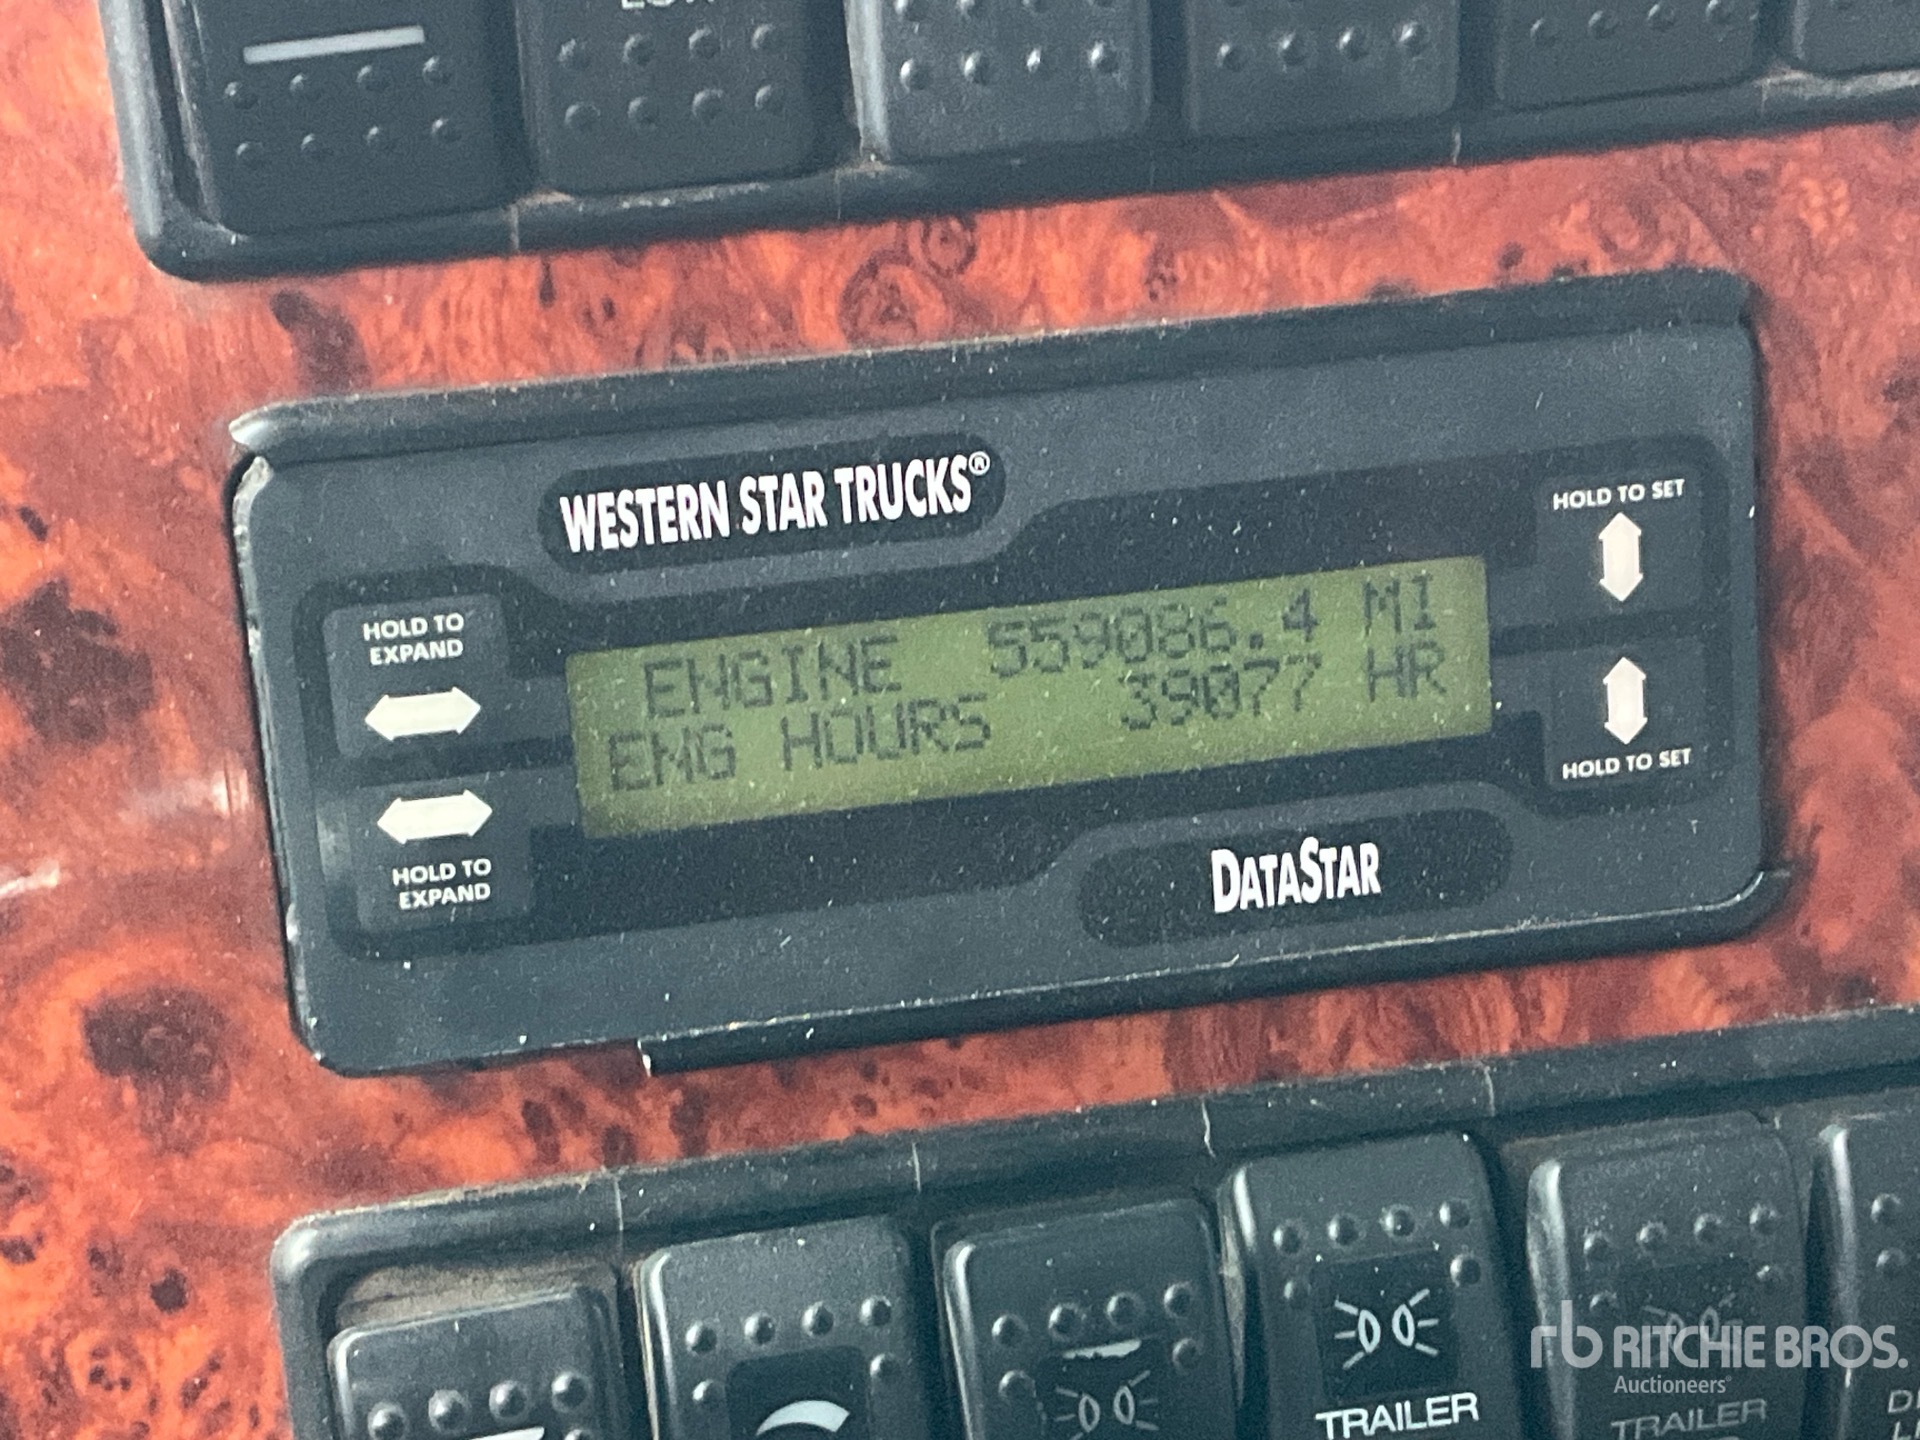 WESTERN STAR TRUCKS®
HOLD TO SET
HOLD TO
EXPAND
ENGINE 559086.4 MI
ENG HOURS 39077 HR
HOLD TO SET
HOLD TO
EXPAND
DATASTAR
TRAILER
TRAILER
rb RITCHIE BROS.
Auctioneers